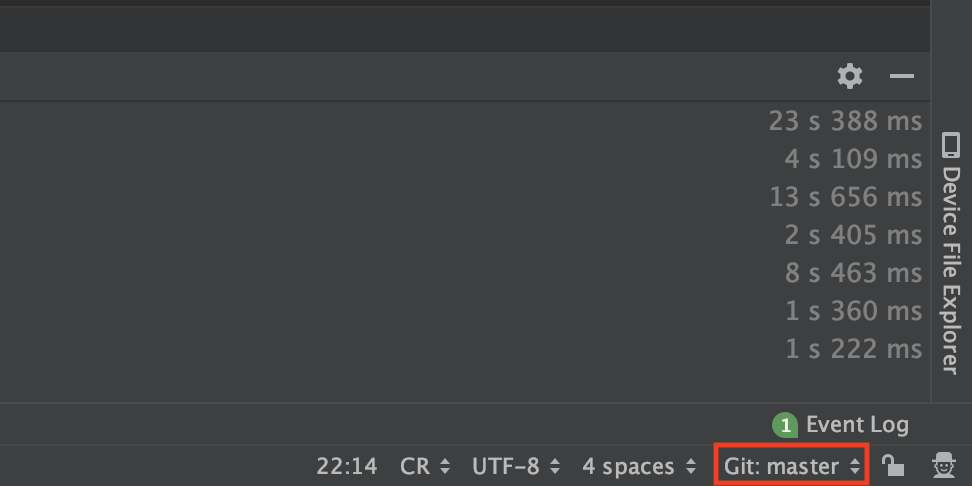 23 s 388 ms
4 s 109 ms
13 s 656 ms
2 s 405 ms
8 s 463 ms
1 s 360 ms
1 s 222 ms
Device File Explorer
1 Event Log
22:14 CR UTF-8 4 spaces Git: master